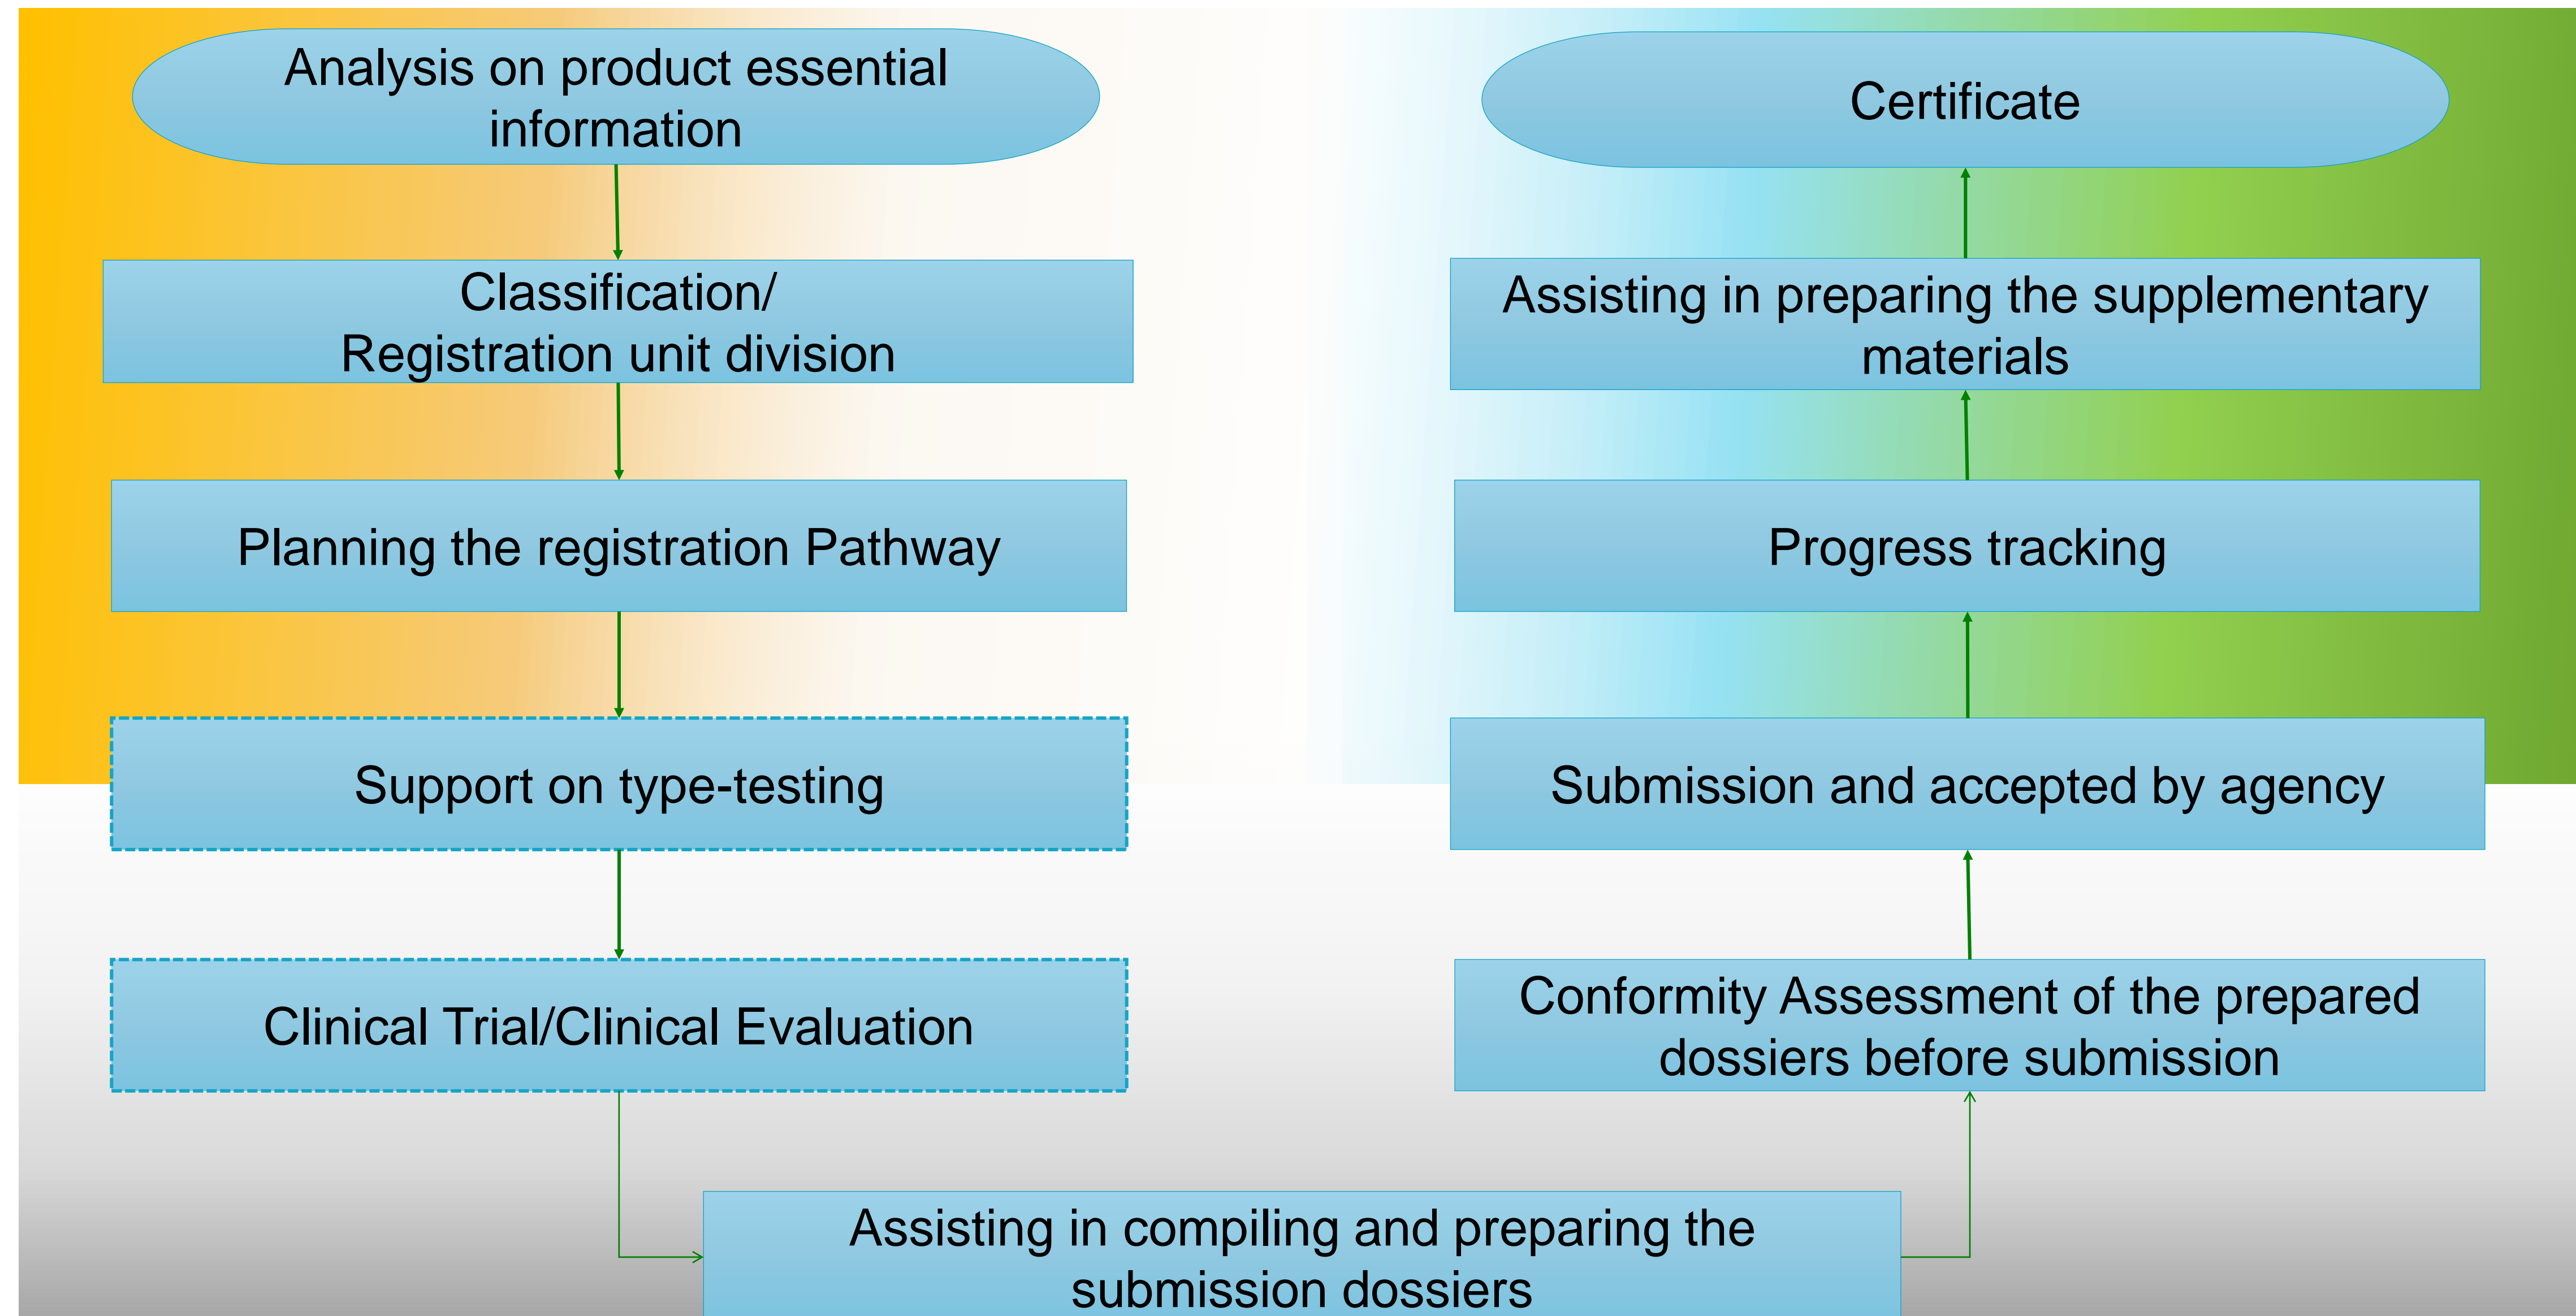 Analysis on product essential
information
Classification/
Registration unit division
Planning the registration Pathway
Support on type-testing
Clinical Trial/Clinical Evaluation
Assisting in compiling and preparing the
submission dossiers
Conformity Assessment of the prepared
dossiers before submission
Submission and accepted by agency
Progress tracking
Assisting in preparing the supplementary
materials
Certificate